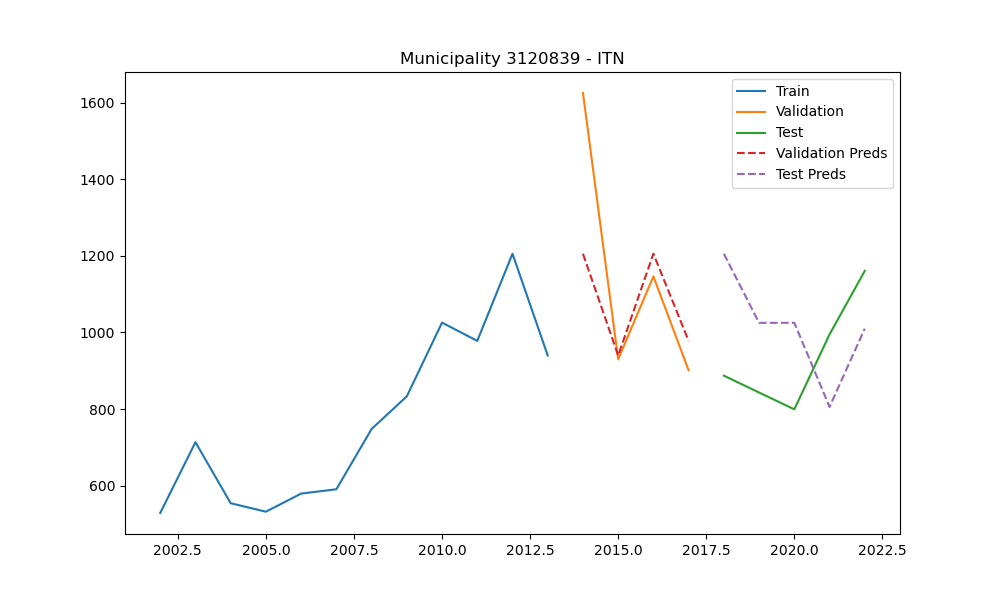 Municipality 3120839 - ITN
Train
Validation
Test
Validation Preds
Test Preds
1600
1400
1200
1000
800
600
2002.5 2005.0 2007.5 2010.0 2012.5 2015.0 2017.5 2020.0 2022.5